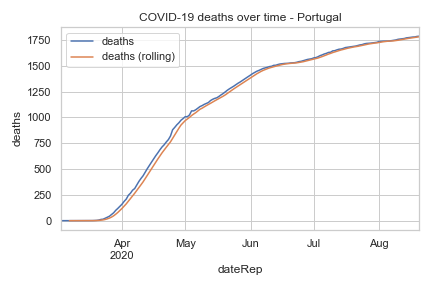 COVID-19 deaths over time - Portugal
deaths
deaths (rolling)
1750
1500
1250
1000
750
500
250
0
deaths
Apr
2020
May
Jun
Jul
Aug
dateRep